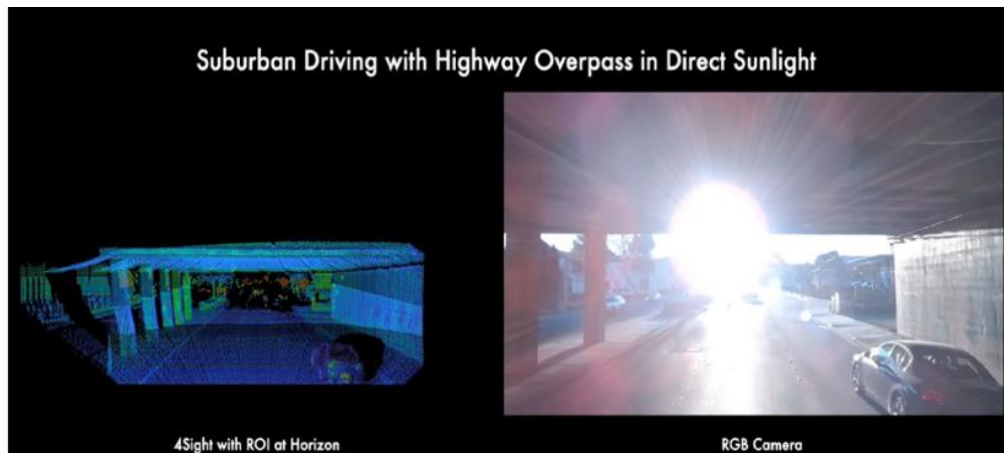 Suburban Driving with Highway Overpass in Direct Sunlight
4Sight with ROI at Horizon
RGB Camera